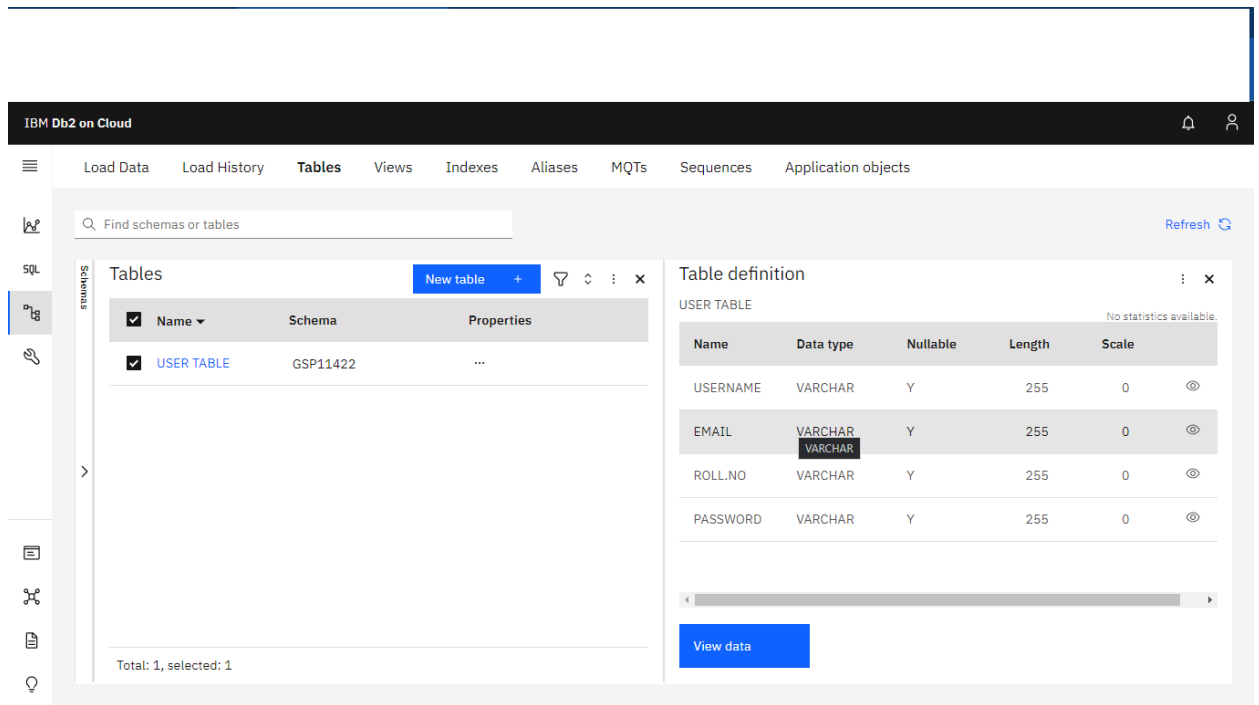 IBM Db2 on Cloud
Load Data Load History Tables Views Indexes Aliases MQTs Sequences Application objects
Find schemas or tables
Refresh
SQL
Schemas
Tables
New table +
Name Schema Properties
USER TABLE GSP11422 ...
Total: 1, selected: 1
Table definition
USER TABLE
No statistics available.
Name Data type Nullable Length Scale
USERNAME VARCHAR Y 255 0
EMAIL VARCHAR Y 255 0
VARCHAR
ROLL.NO VARCHAR Y 255 0
PASSWORD VARCHAR Y 255 0
View data